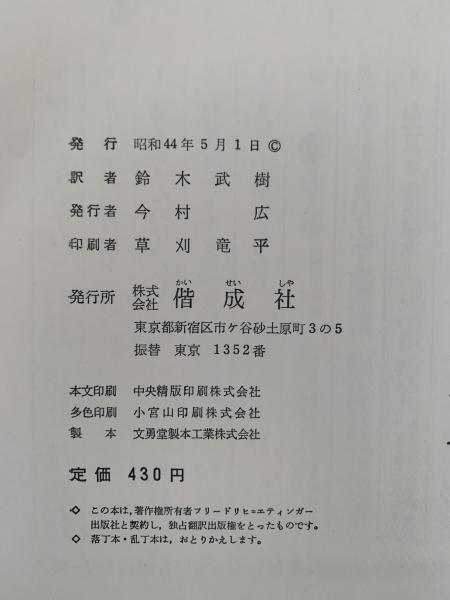 発行 昭和44年5月1日©
訳者 鈴木武樹
発行者 今村広
印刷者 草刈竜平
かい せい しゃ
発行所 株式会社 偕成社
東京都新宿区市ケ谷砂土原町3の5
振替 東京 1352番
本文印刷 中央精版印刷株式会社
多色印刷 小宮山印刷株式会社
製本 文勇堂製本工業株式会社
定価 430円
◇ この本は，著作権所有者フリードリヒ=エティンガー
出版社と契約し，独占翻訳出版権をとったものです。
◇ 落丁本・乱丁本は，おとりかえします。